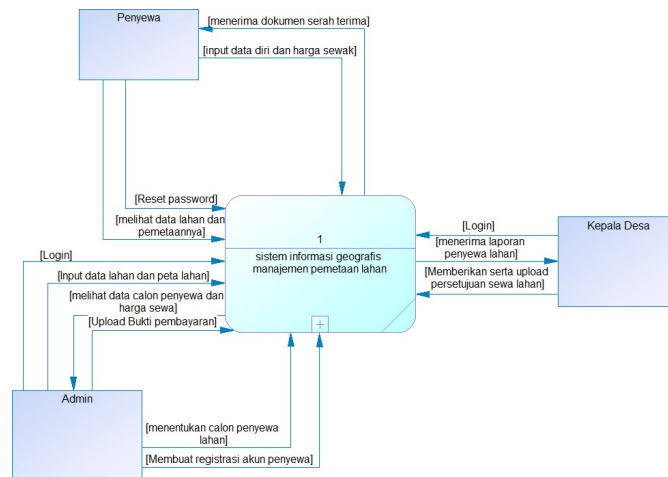 Penyewa
[menerima dokumen serah terima]
[input data diri dan harga sewak]
[Reset password]
[melihat data lahan dan
pemetaannya]
1
sistem informasi geografis
manajemen pemetaan lahan
[Login]
Kepala Desa
[menerima laporan
penyewa lahan]
[Memberikan serta upload
persetujuan sewa lahan]
[Login]
[Input data lahan dan peta lahan]
[melihat data calon penyewa dan
harga sewa]
[Upload Bukti pembayaran]
Admin
[menentukan calon penyewa
lahan]
[Membuat registrasi akun penyewa]